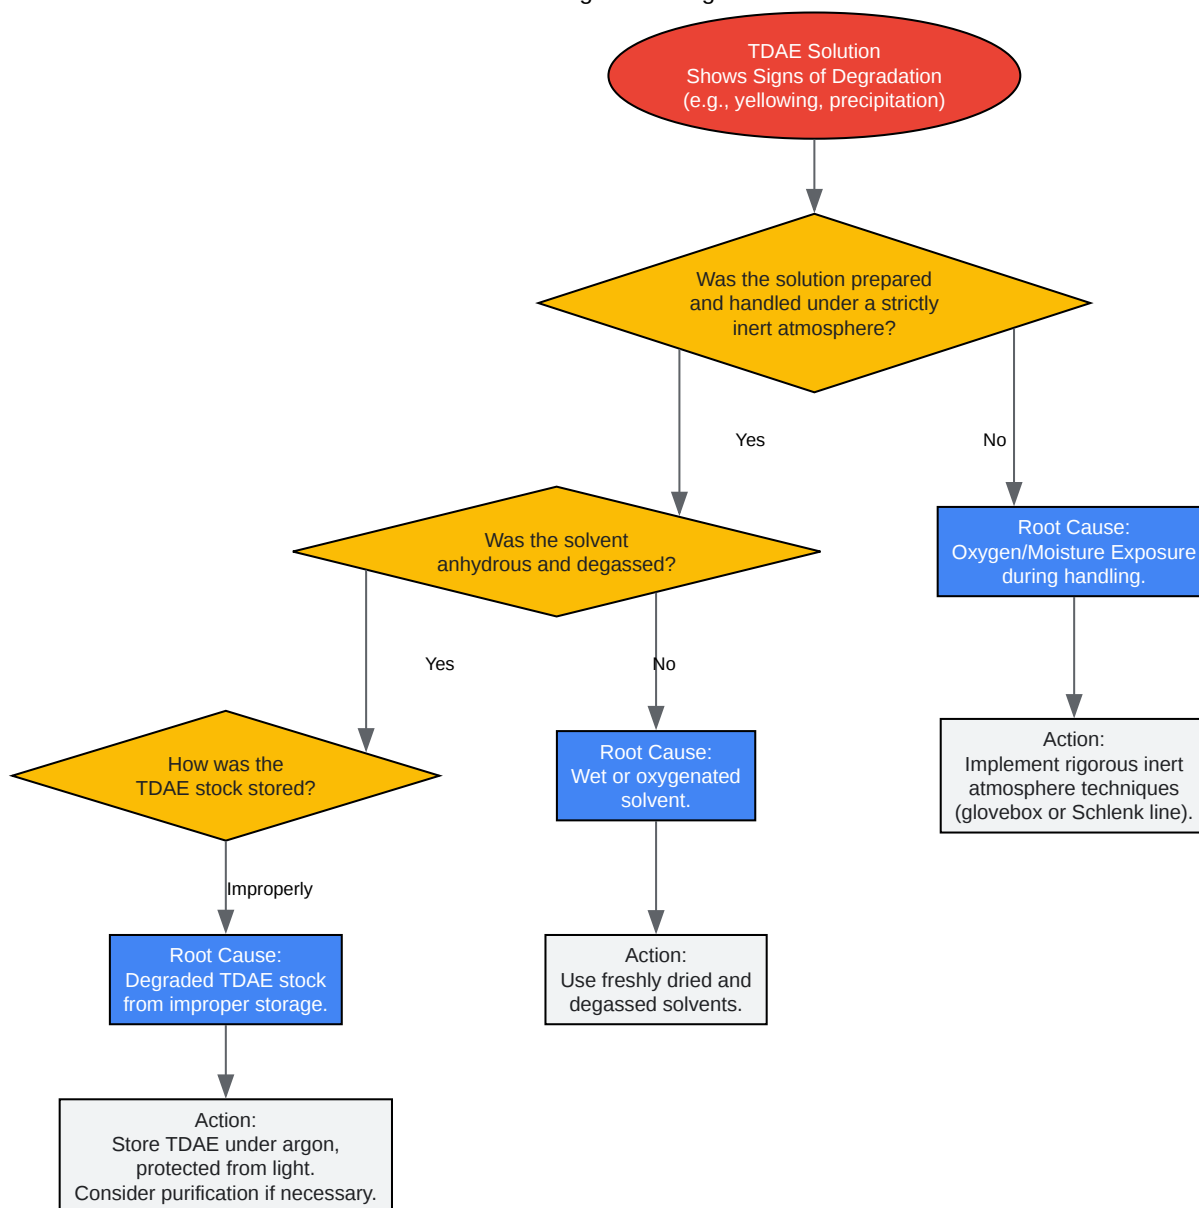 TDAE Solution
Shows Signs of Degradation
(e.g., yellowing, precipitation)
Was the solution prepared
and handled under a strictly
inert atmosphere?
Yes
No
Was the solvent
anhydrous and degassed?
Root Cause:
Oxygen/Moisture Exposure
during handling.
Yes
No
How was the
TDAE stock stored?
Root Cause:
Wet or oxygenated
solvent.
Action:
Implement rigorous inert
atmosphere techniques
(glovebox or Schlenk line).
Improperly
Root Cause:
Degraded TDAE stock
from improper storage.
Action:
Use freshly dried and
degassed solvents.
Action:
Store TDAE under argon,
protected from light.
Consider purification if necessary.